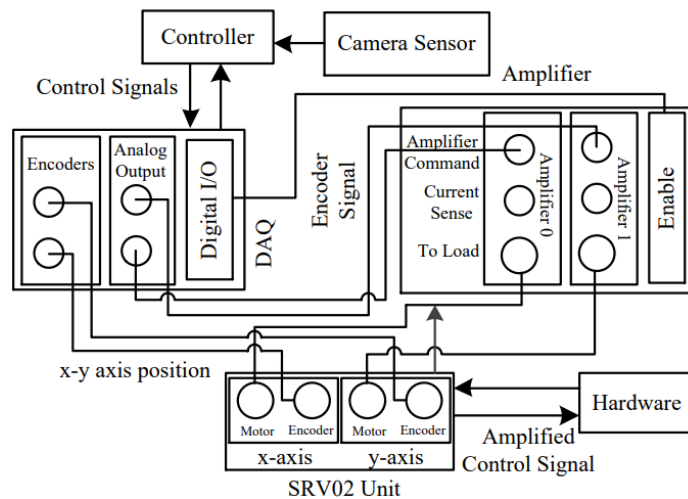 Controller
Camera Sensor
Control Signals
Amplifier
Encoders
Analog
Output
Digital I/O
DAQ
Encoder
Signal
Amplifier
Command
Current
Sense
To Load
Amplifier 0
Amplifier 1
Enable
x-y axis position
Motor
Encoder
Motor
Encoder
x-axis
y-axis
SRV02 Unit
Hardware
Amplified
Control Signal